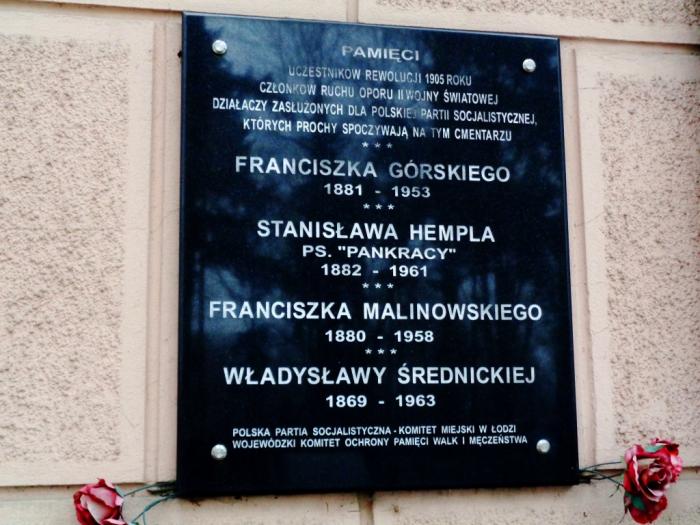 PAMIĘCI
UCZESTNIKÓW REWOLUCJI 1905 ROKU
CZŁONKÓW RUCHU OPORU II WOJNY ŚWIATOWEJ
DZIAŁACZY ZASŁUŻONYCH DLA POLSKIEJ PARTII SOCJALISTYCZNEJ,
KTÓRYCH PROCHY SPOCZYWAJĄ NA TYM CMENTARZU
* * *
FRANCISZKA GÓRSKIEGO
1881 - 1953
* * *
STANISŁAWA HEMPLA
PS. "PANKRACY"
1882 - 1961
* * *
FRANCISZKA MALINOWSKIEGO
1880 - 1958
* * *
WŁADYSŁAWY ŚREDNICKIEJ
1869 - 1963
POLSKA PARTIA SOCJALISTYCZNA - KOMITET MIEJSKI W ŁODZI
WOJEWÓDZKI KOMITET OCHRONY PAMIĘCI WALK I MĘCZEŃSTWA